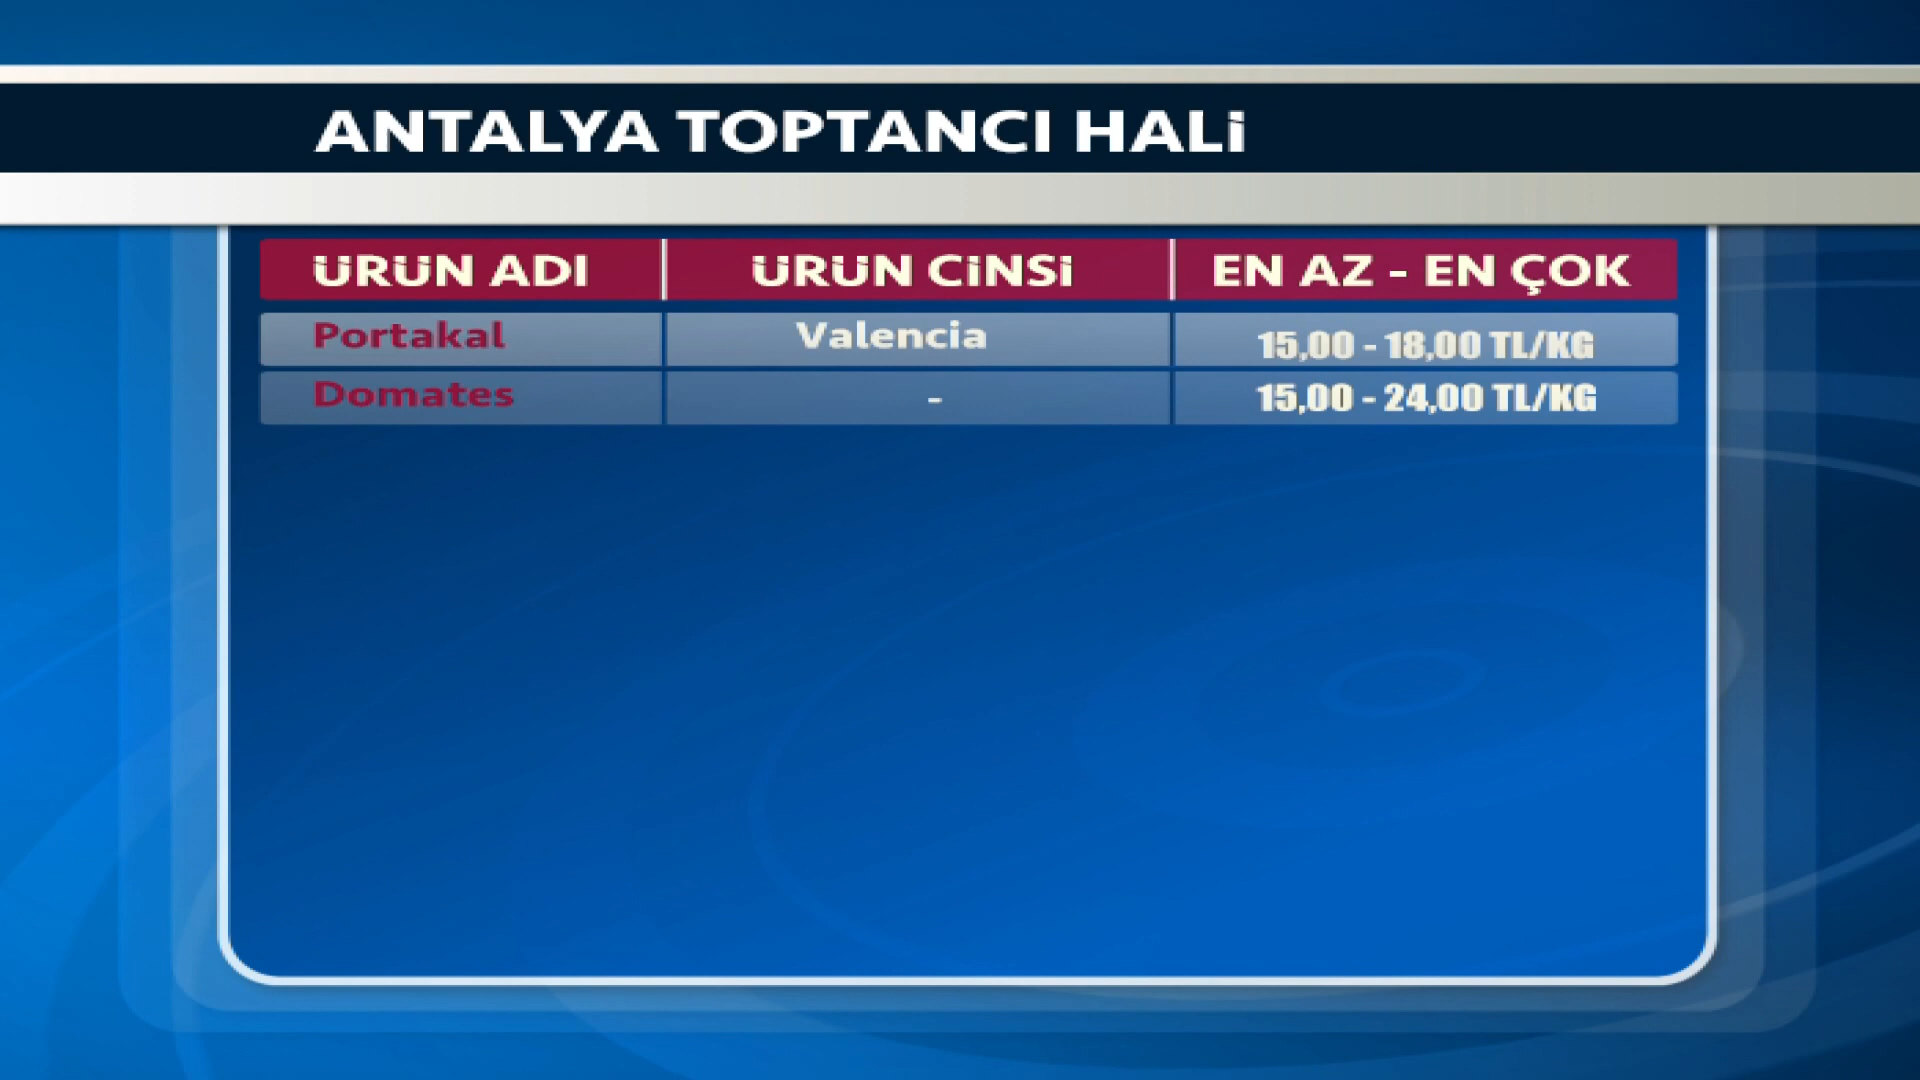 ANTALYA TOPTANCI HALİ
ÜRÜN ADI ÜRÜN CİNSİ EN AZ - EN ÇOK
Portakal Valencia 15,00 - 18,00 TL/KG
Domates - 15,00 - 24,00 TL/KG